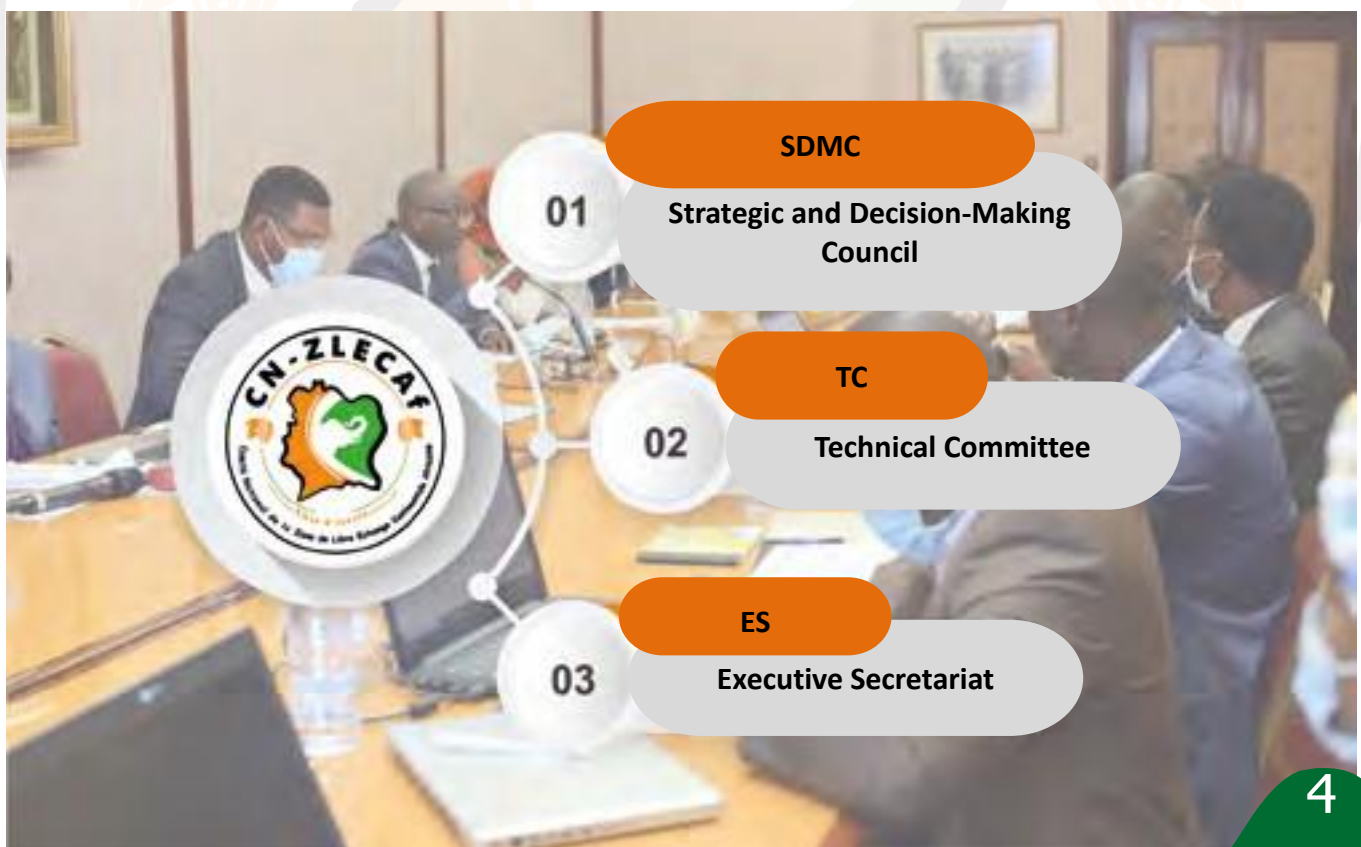 SDMC
01
Strategic and Decision-Making
Council
CN-ZLECAf
TC
02
Technical Committee
ES
03
Executive Secretariat
4